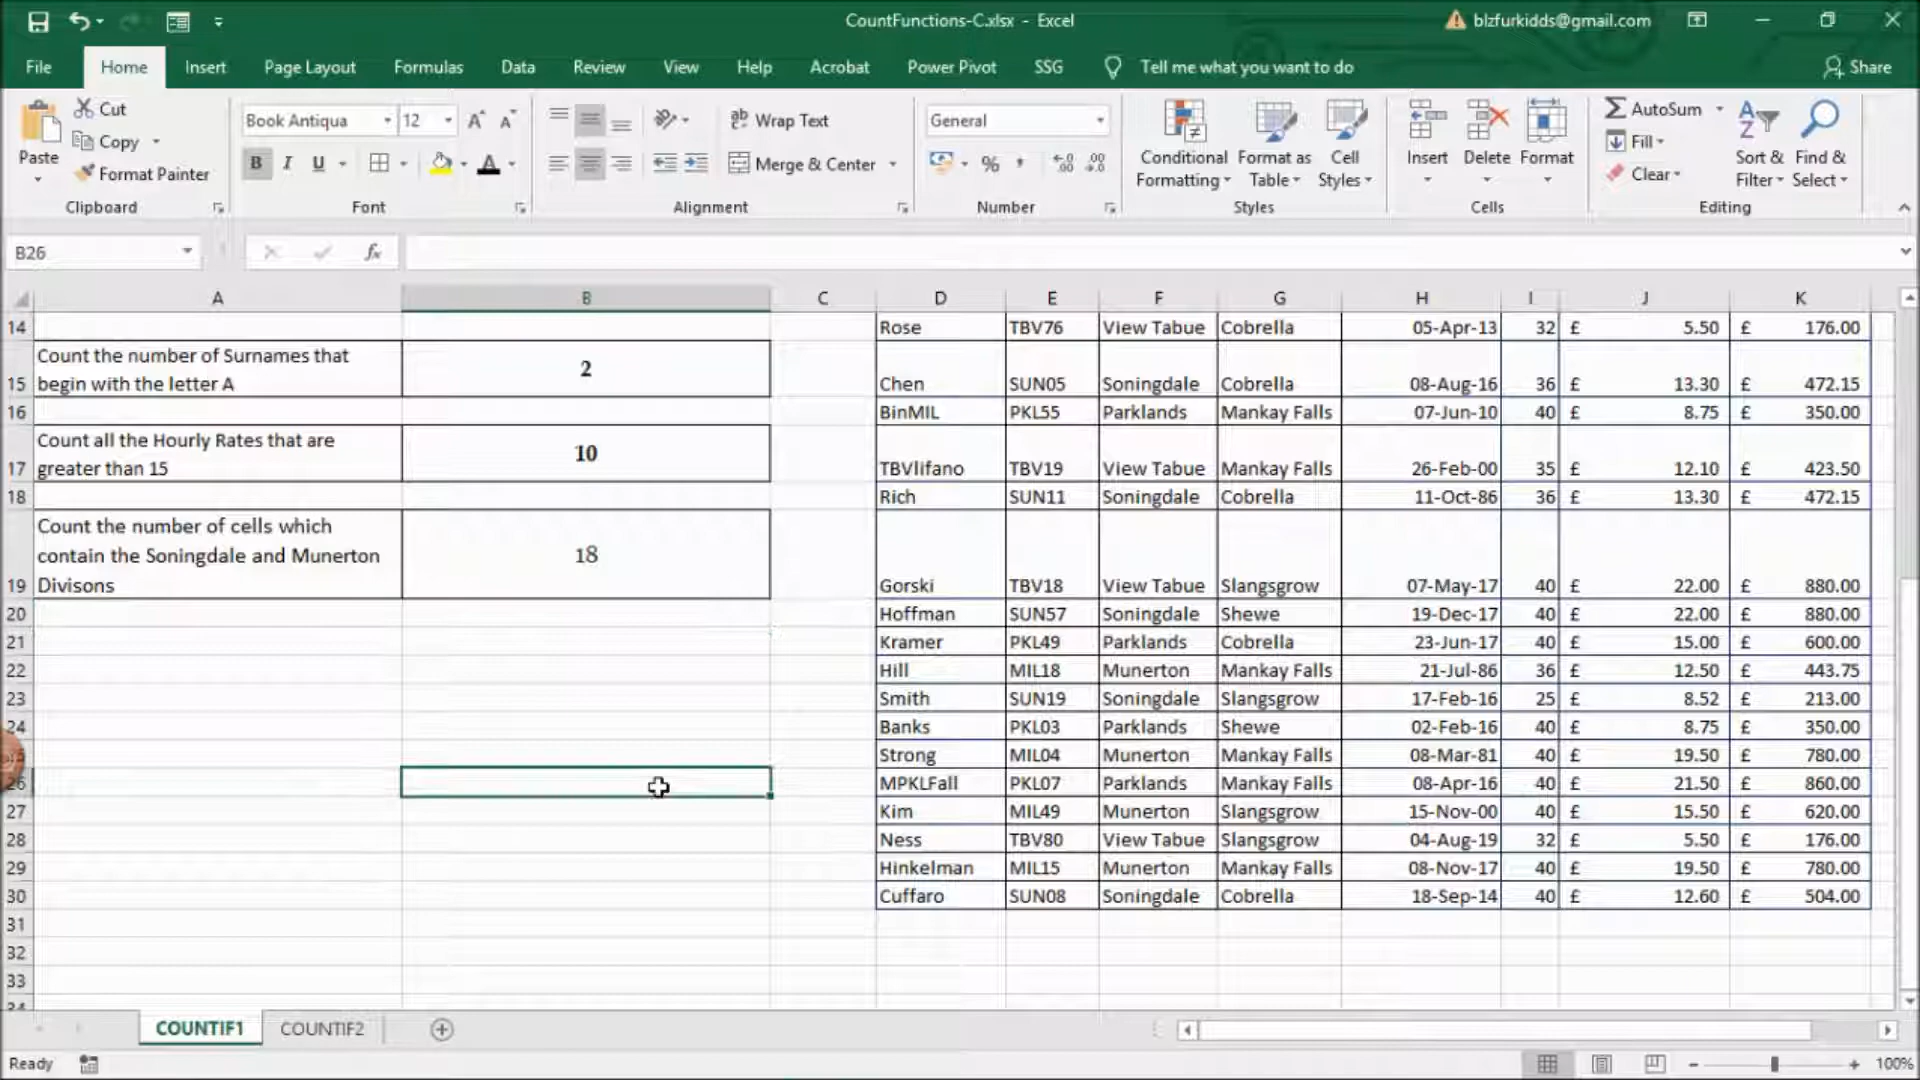 CountFunctions-C.xlsx - Excel
blzfurkidds@gmail.com
File Home Insert Page Layout Formulas Data Review View Help Acrobat Power Pivot SSG Tell me what you want to do Share
Paste
Cut
Copy
Format Painter
Clipboard
Book Antiqua 12
B I U
Font
Wrap Text
Merge & Center
Alignment
General
%
Number
Conditional Formatting
Format as Table
Cell Styles
Styles
Insert Delete Format
Cells
AutoSum
Fill
Clear
Sort & Filter
Find & Select
Editing
B26 fx
A B C D E F G H I J K
14 Rose TBV76 View Tabue Cobrella 05-Apr-13 32 £ 5.50 £ 176.00
Count the number of Surnames that
15 begin with the letter A 2 Chen SUN05 Soningdale Cobrella 08-Aug-16 36 £ 13.30 £ 472.15
16 BinMIL PKL55 Parklands Mankay Falls 07-Jun-10 40 £ 8.75 £ 350.00
Count all the Hourly Rates that are
17 greater than 15 10 TBVlifano TBV19 View Tabue Mankay Falls 26-Feb-00 35 £ 12.10 £ 423.50
18 Rich SUN11 Soningdale Cobrella 11-Oct-86 36 £ 13.30 £ 472.15
Count the number of cells which
contain the Soningdale and Munerton 18
19 Divisons Gorski TBV18 View Tabue Slangsgrow 07-May-17 40 £ 22.00 £ 880.00
20 Hoffman SUN57 Soningdale Shewe 19-Dec-17 40 £ 22.00 £ 880.00
21 Kramer PKL49 Parklands Cobrella 23-Jun-17 40 £ 15.00 £ 600.00
22 Hill MIL18 Munerton Mankay Falls 21-Jul-86 36 £ 12.50 £ 443.75
23 Smith SUN19 Soningdale Slangsgrow 17-Feb-16 25 £ 8.52 £ 213.00
24 Banks PKL03 Parklands Shewe 02-Feb-16 40 £ 8.75 £ 350.00
Strong MIL04 Munerton Mankay Falls 08-Mar-81 40 £ 19.50 £ 780.00
26 MPKLFall PKL07 Parklands Mankay Falls 08-Apr-16 40 £ 21.50 £ 860.00
27 Kim MIL49 Munerton Slangsgrow 15-Nov-00 40 £ 15.50 £ 620.00
28 Ness TBV80 View Tabue Slangsgrow 04-Aug-19 32 £ 5.50 £ 176.00
29 Hinkelman MIL15 Munerton Mankay Falls 08-Nov-17 40 £ 19.50 £ 780.00
30 Cuffaro SUN08 Soningdale Cobrella 18-Sep-14 40 £ 12.60 £ 504.00
31
32
33
COUNTIF1 COUNTIF2
Ready 100%